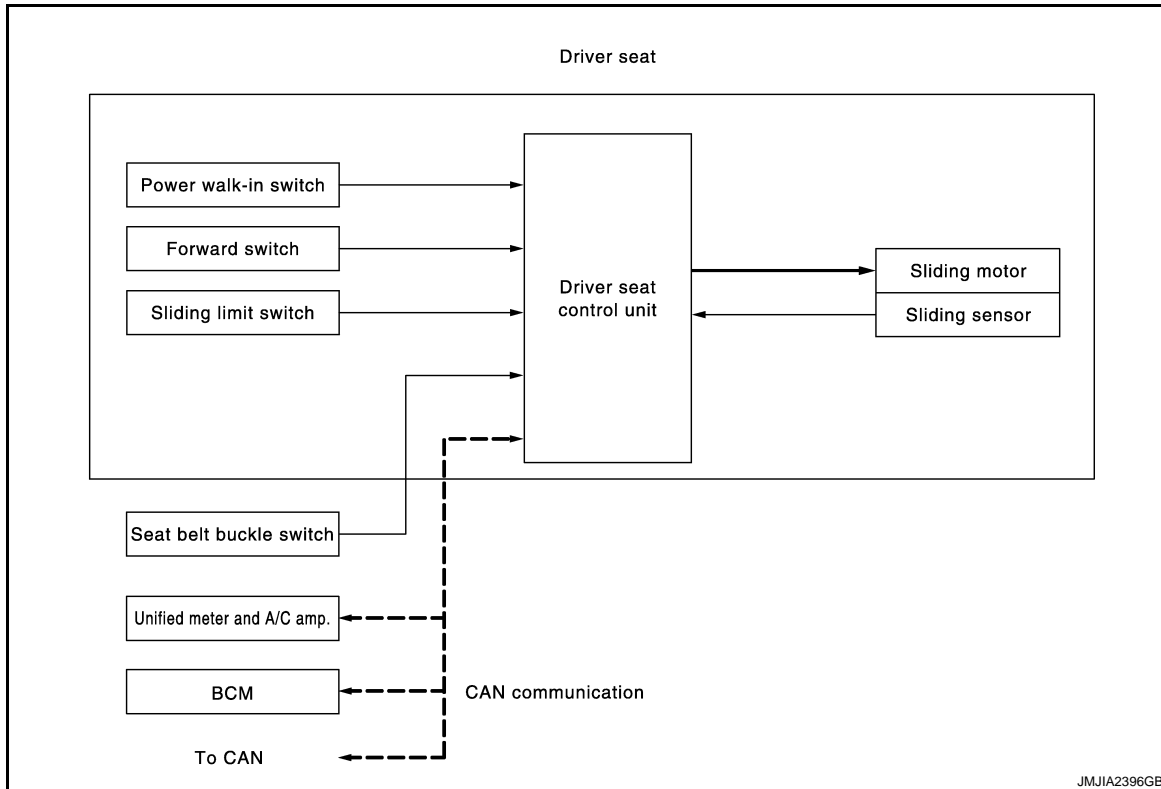 Driver seat
Power walk-in switch
Forward switch
Sliding limit switch
Driver seat
control unit
Sliding motor
Sliding sensor
Seat belt buckle switch
Unified meter and A/C amp.
BCM
CAN communication
To CAN
JMJIA2396GB